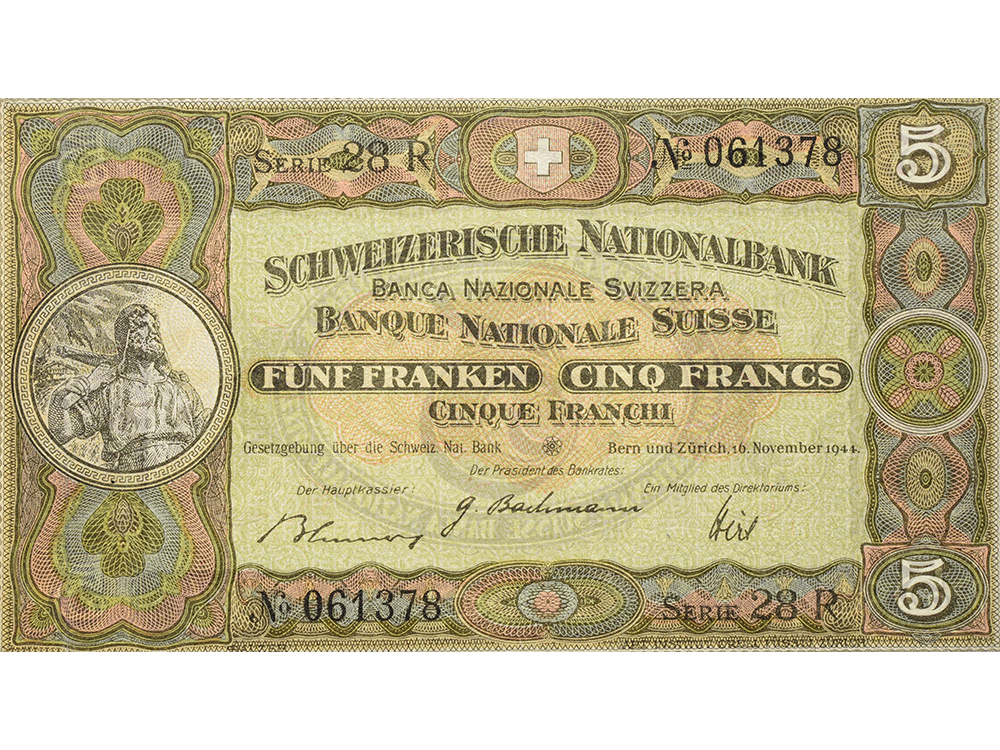 SERIE 28 R
№ 061378
5
SCHWEIZERISCHE NATIONALBANK
BANCA NAZIONALE SVIZZERA
BANQUE NATIONALE SUISSE
FÜNF FRANKEN CINQ FRANCS
CINQUE FRANCHI
Gesetzgebung über die Schweiz Nat. Bank
Bern und Zürich, 16. November 1944.
Der Präsident des Bankrates:
Der Hauptkassier:
Ein Mitglied des Direktoriums:
G. Bachmann
Hirs
№ 061378
SERIE 28 R
5